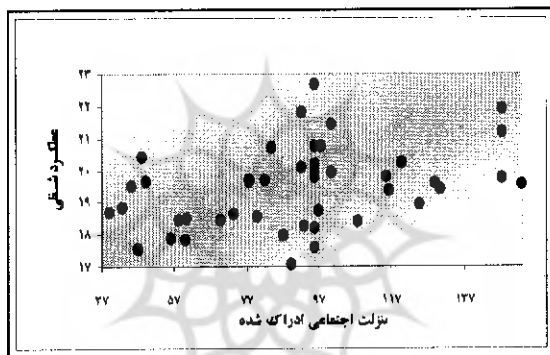 ۲۳
۲۲
۲۱
۲۰
۱۹
۱۸
۱۷
عملکرد شغلی
۳۷ ۵۷ ۷۷ ۹۷ ۱۱۷ ۱۳۷
منزلت اجتماعی ادراک شده